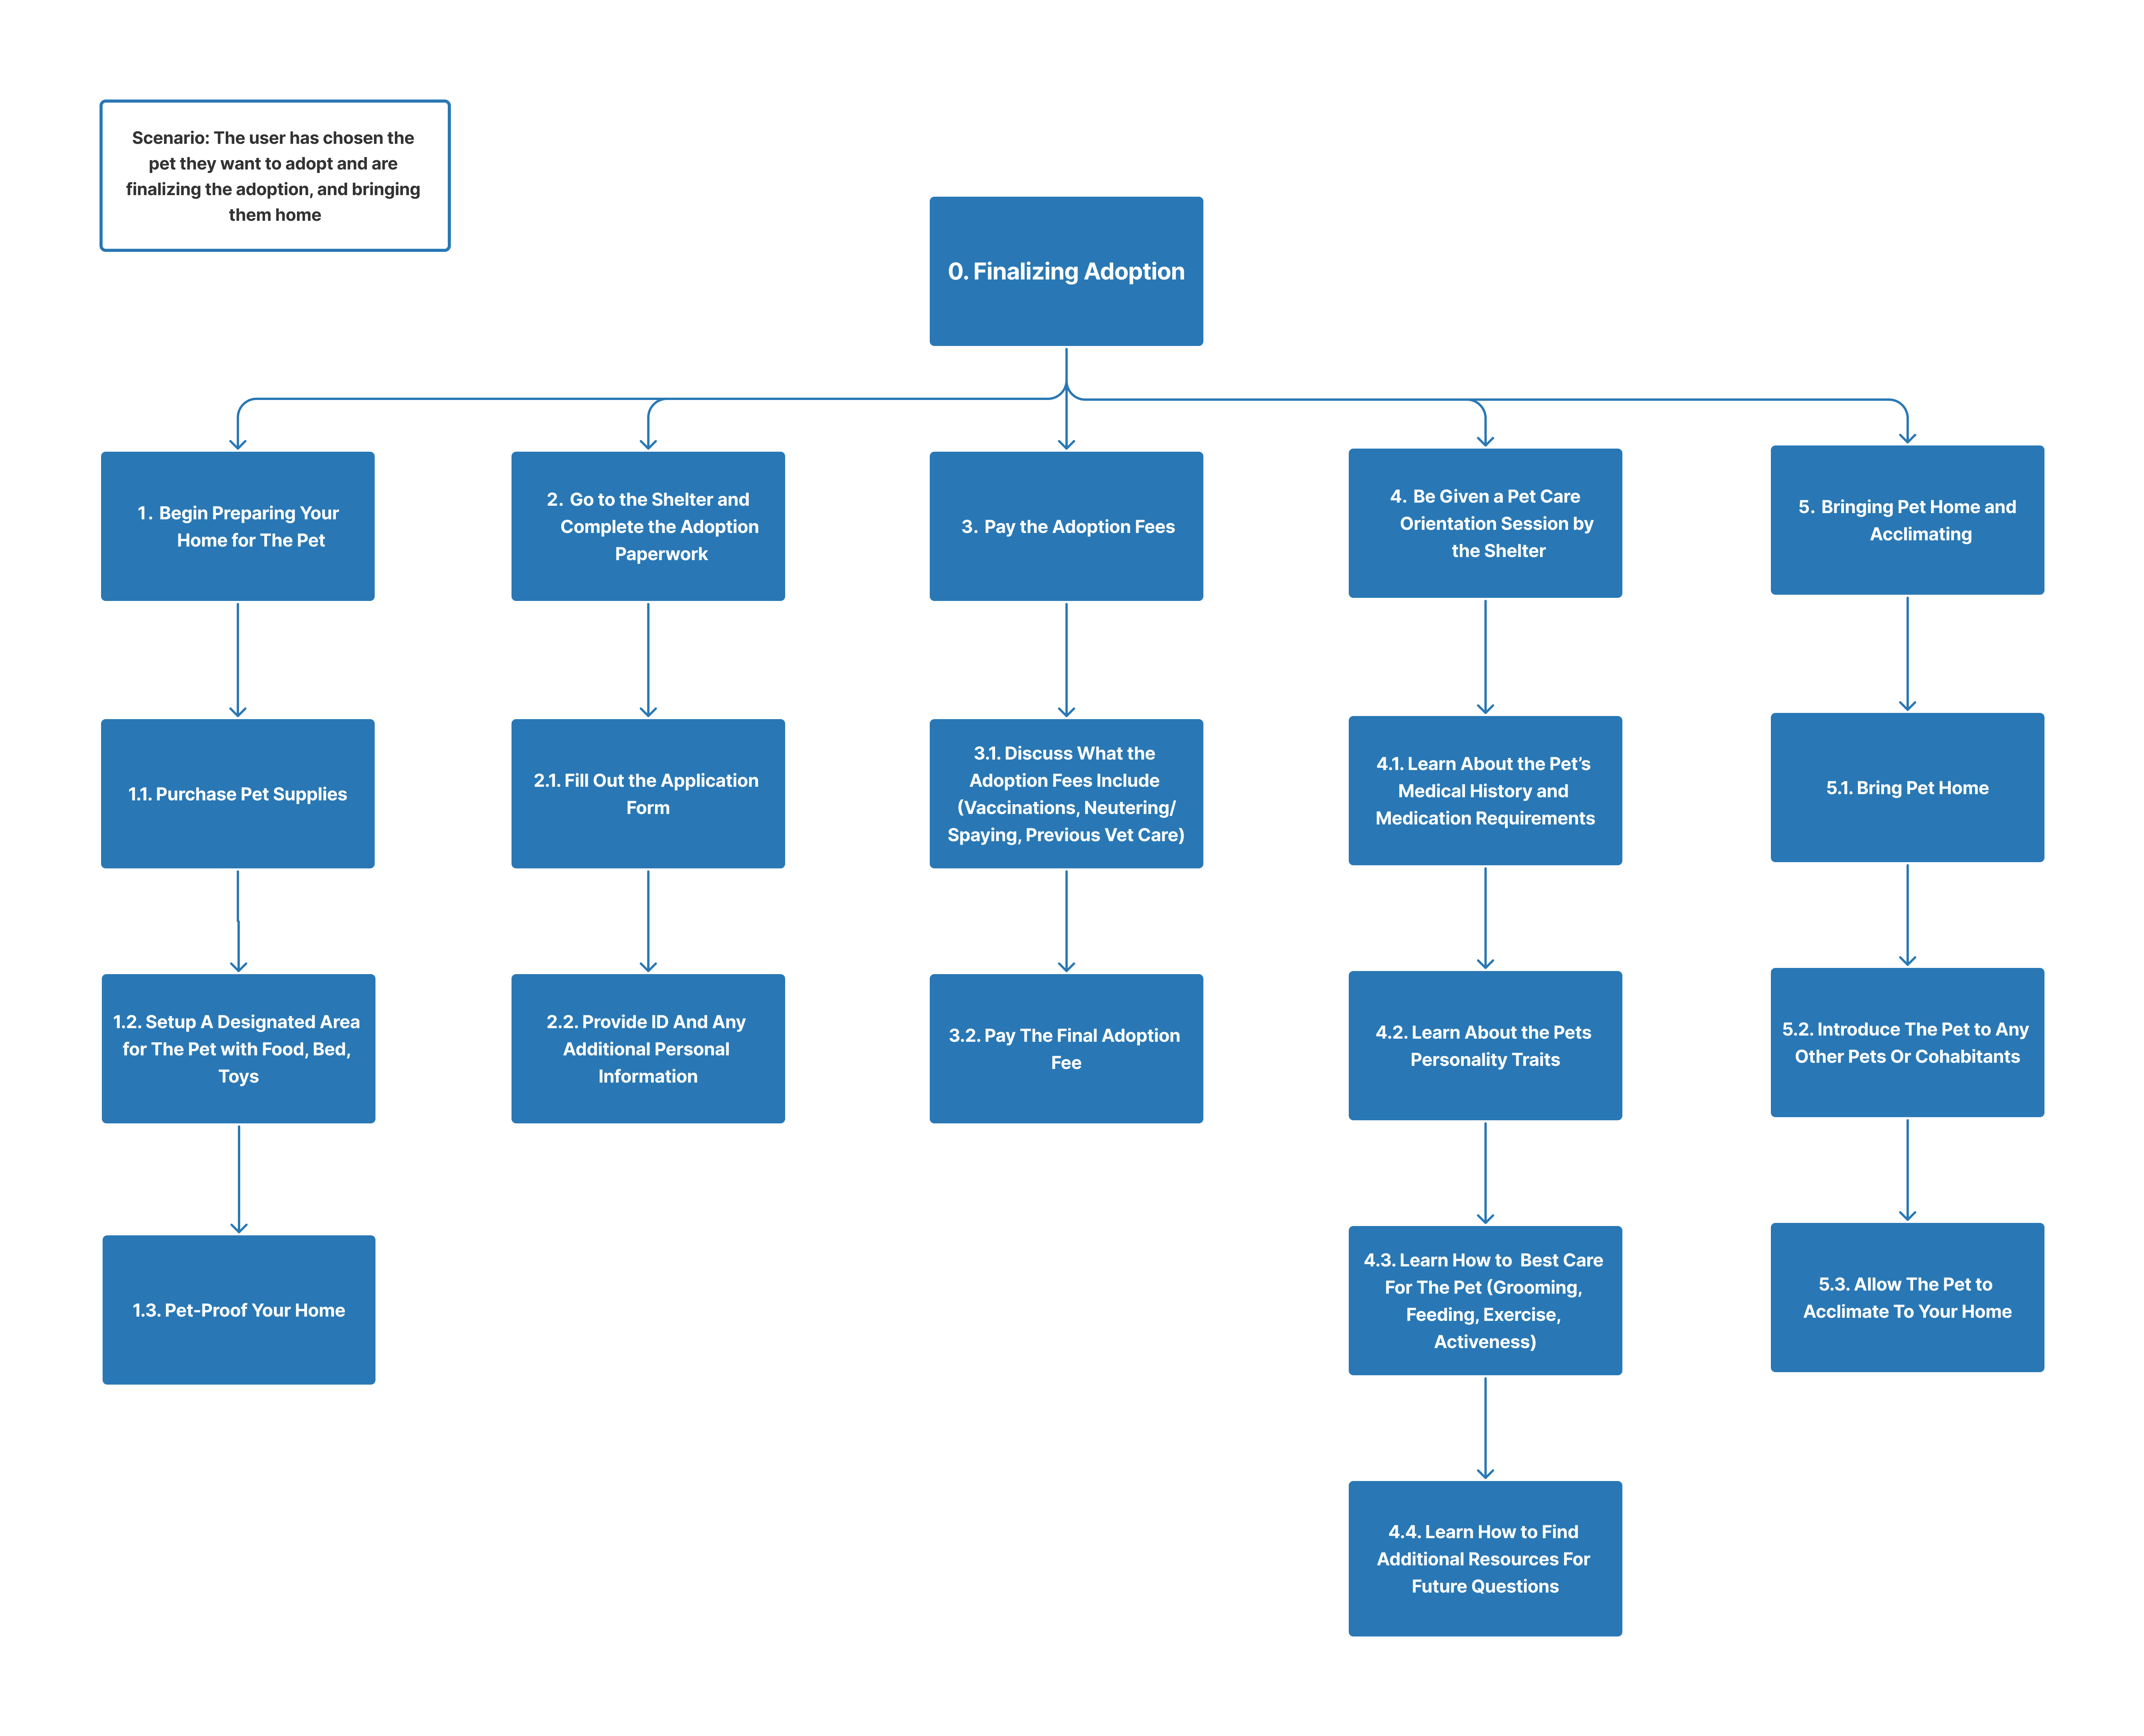 Scenario: The user has chosen the
pet they want to adopt and are
finalizing the adoption, and bringing
them home
0. Finalizing Adoption
1. Begin Preparing Your
Home for The Pet
2. Go to the Shelter and
Complete the Adoption
Paperwork
3. Pay the Adoption Fees
4. Be Given a Pet Care
Orientation Session by
the Shelter
5. Bringing Pet Home and
Acclimating
1.1. Purchase Pet Supplies
2.1. Fill Out the Application
Form
3.1. Discuss What the
Adoption Fees Include
(Vaccinations, Neutering/
Spaying, Previous Vet Care)
4.1. Learn About the Pet’s
Medical History and
Medication Requirements
5.1. Bring Pet Home
1.2. Setup A Designated Area
for The Pet with Food, Bed,
Toys
2.2. Provide ID And Any
Additional Personal
Information
3.2. Pay The Final Adoption
Fee
4.2. Learn About the Pets
Personality Traits
5.2. Introduce The Pet to Any
Other Pets Or Cohabitants
1.3. Pet-Proof Your Home
4.3. Learn How to  Best Care
For The Pet (Grooming,
Feeding, Exercise,
Activeness)
5.3. Allow The Pet to
Acclimate To Your Home
4.4. Learn How to Find
Additional Resources For
Future Questions